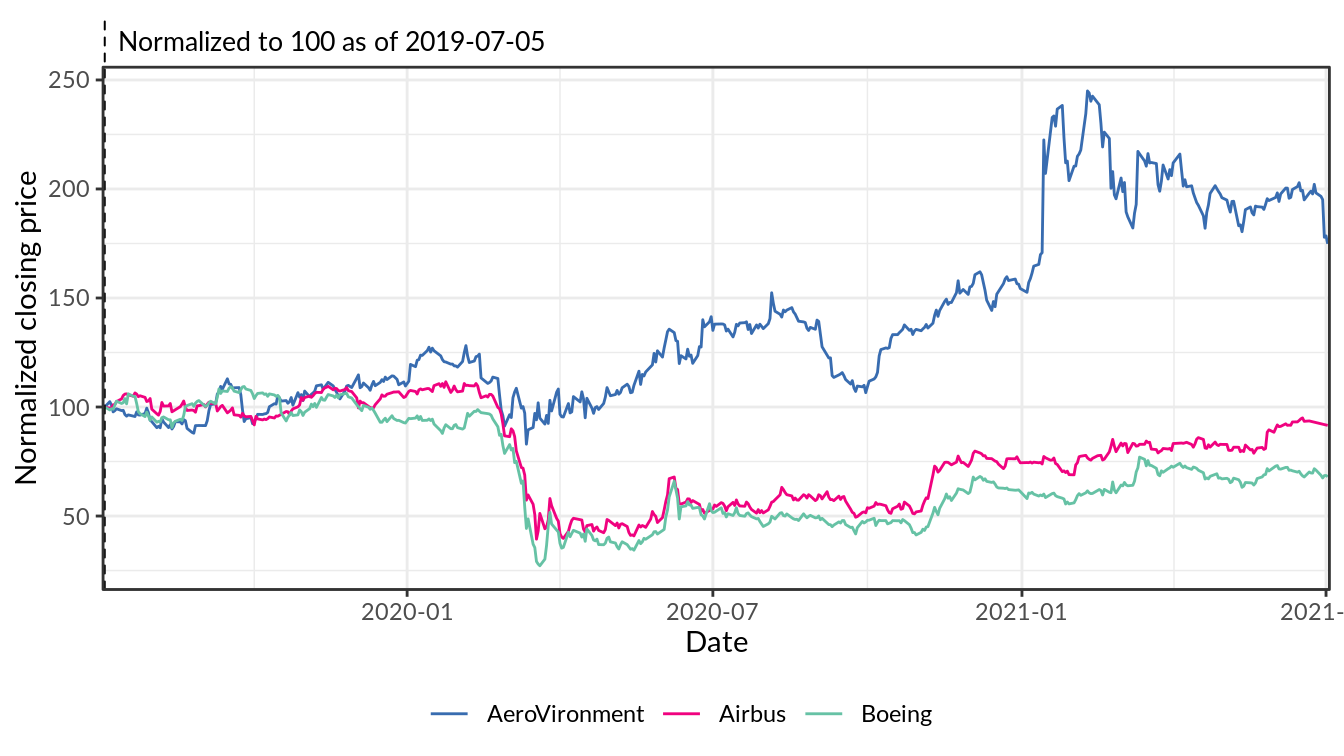 Normalized to 100 as of 2019-07-05
250
200
150
100
50
Normalized closing price
2020-01
2020-07
2021-01
2021-
Date
AeroVironment
Airbus
Boeing